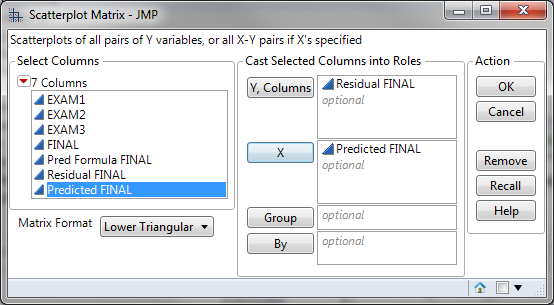 Scatterplot Matrix - JMP
Scatterplots of all pairs of Y variables, or all X-Y pairs if X's specified
Select Columns
7 Columns
EXAM1
EXAM2
EXAM3
FINAL
Pred Formula FINAL
Residual FINAL
Predicted FINAL
Matrix Format Lower Triangular
Cast Selected Columns into Roles
Y, Columns Residual FINAL
optional
X Predicted FINAL
optional
Group optional
By optional
Action
OK
Cancel
Remove
Recall
Help